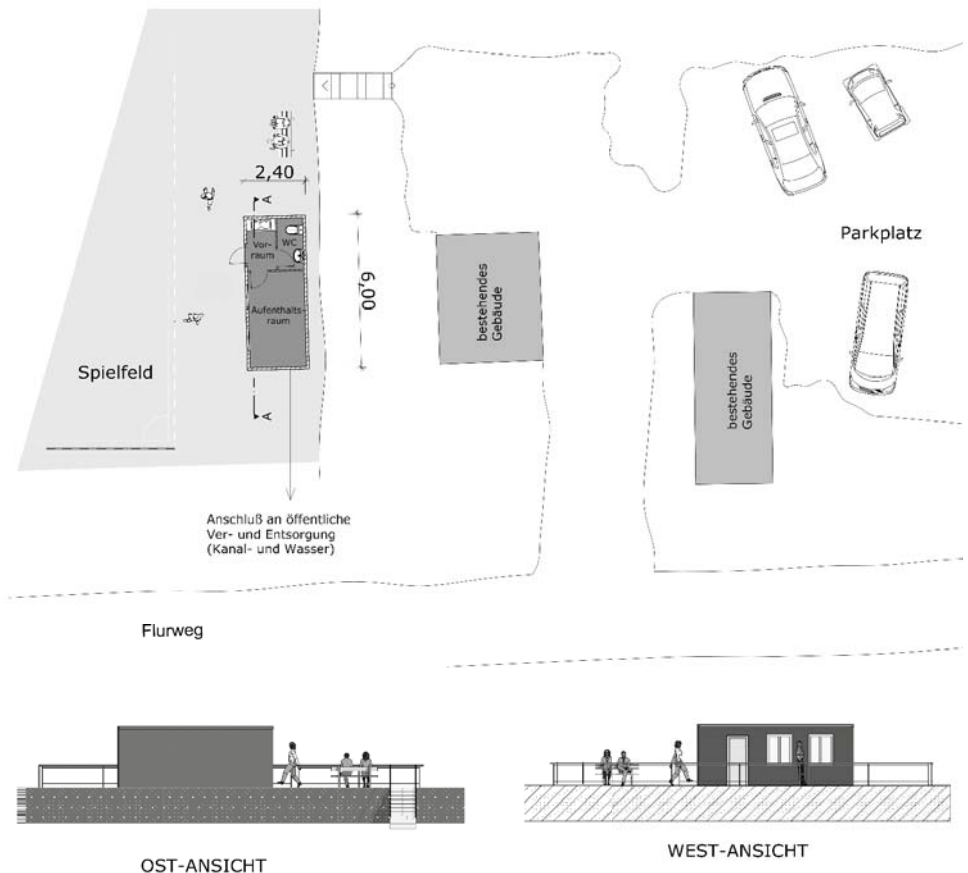 2,40
A
Vor-
raum
WC
6,00
Aufenthalts-
raum
A
Spielfeld
bestehendes
Gebäude
Parkplatz
bestehendes
Gebäude
Anschluß an öffentliche
Ver- und Entsorgung
(Kanal- und Wasser)
Flurweg
OST-ANSICHT
WEST-ANSICHT